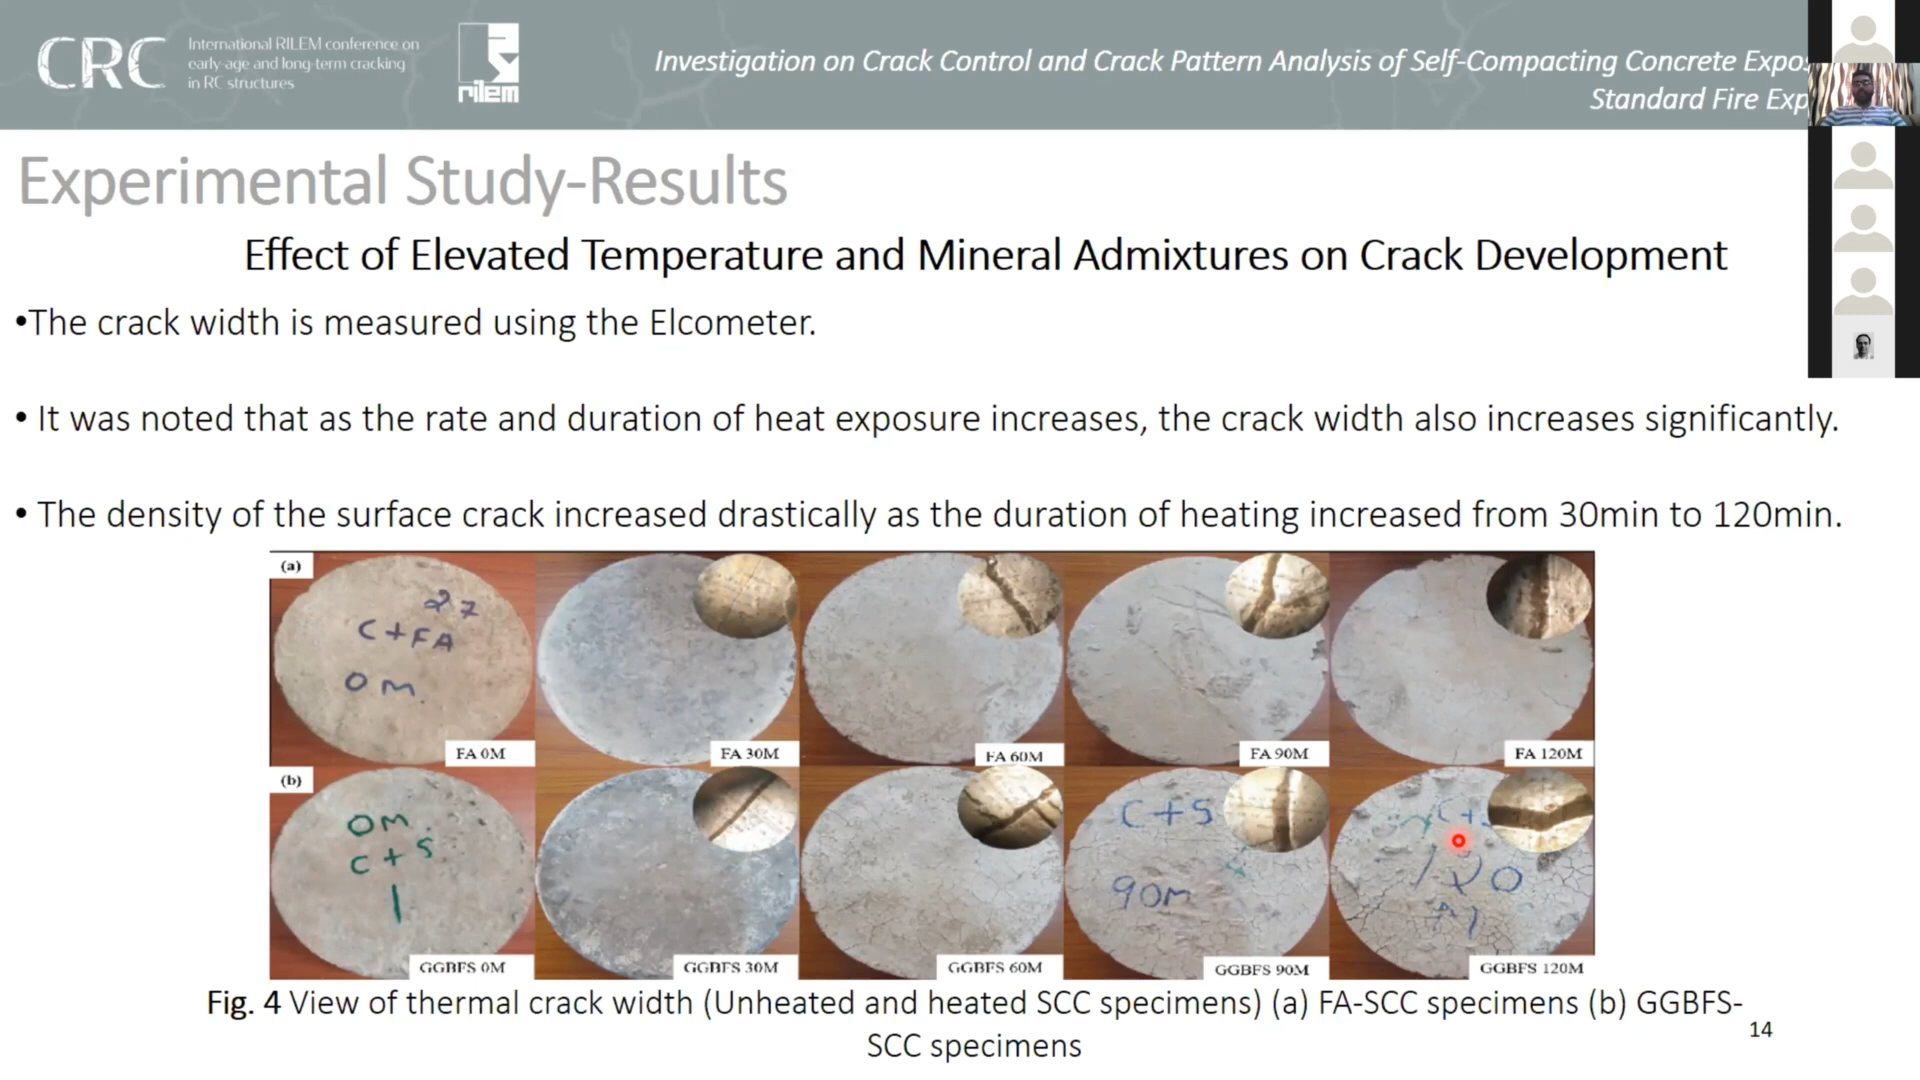 CRC
International RILEM conference on
early-age and long-term cracking
in RC structures
rilem
Investigation on Crack Control and Crack Pattern Analysis of Self-Compacting Concrete
Standard Fire
Experimental Study-Results
Effect of Elevated Temperature and Mineral Admixtures on Crack Development
•The crack width is measured using the Elcometer.
• It was noted that as the rate and duration of heat exposure increases, the crack width also increases significantly.
• The density of the surface crack increased drastically as the duration of heating increased from 30min to 120min.
(a)
27
C+FA
0M
FA 0M
FA 30M
FA 60M
FA 90M
FA 120M
(b)
0M
C+S
1
GGBFS 0M
GGBFS 30M
GGBFS 60M
C+S
90M
GGBFS 90M
C+
120
GGBFS 120M
Fig. 4 View of thermal crack width (Unheated and heated SCC specimens) (a) FA-SCC specimens (b) GGBFS-
SCC specimens
14